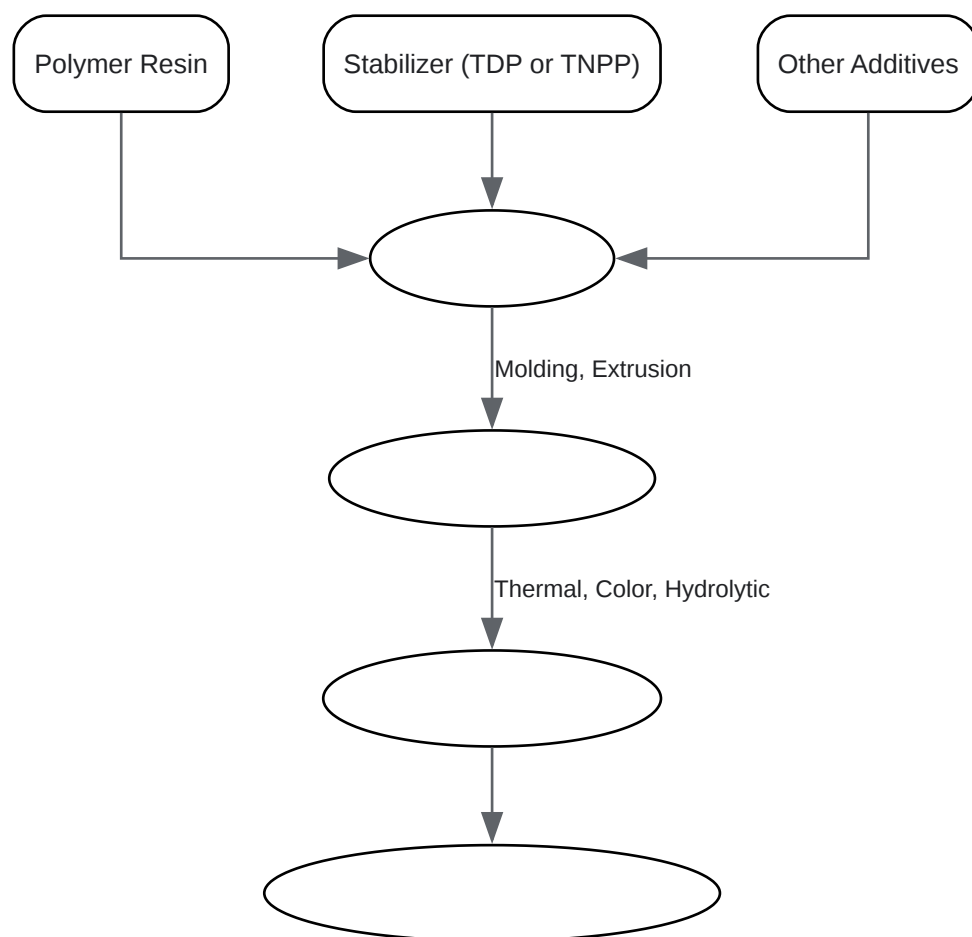 Polymer Resin
Stabilizer (TDP or TNPP)
Other Additives
Molding, Extrusion
Thermal, Color, Hydrolytic